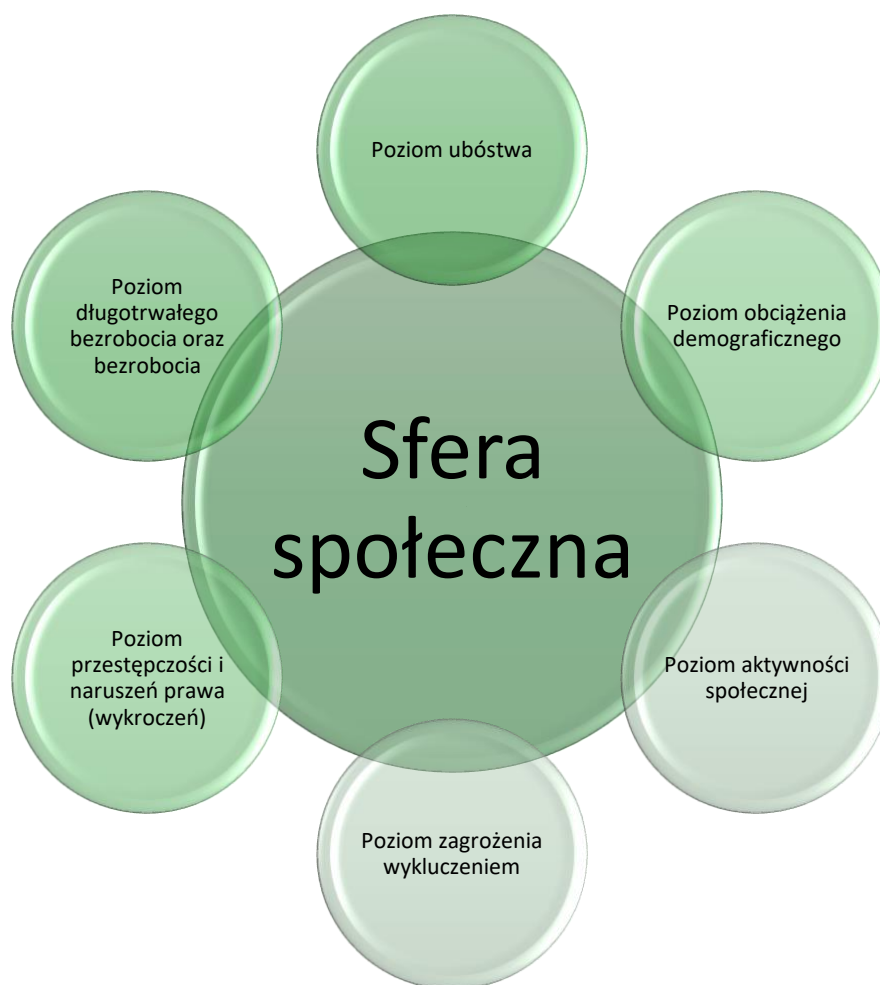 Poziom ubóstwa
Poziom obciążenia
demograficznego
Poziom aktywności
społecznej
Poziom zagrożenia
wykluczeniem
Poziom
przestępczości i
naruszeń prawa
(wykroczeń)
Poziom
długotrwałego
bezrobocia oraz
bezrobocia
Sfera
społeczna